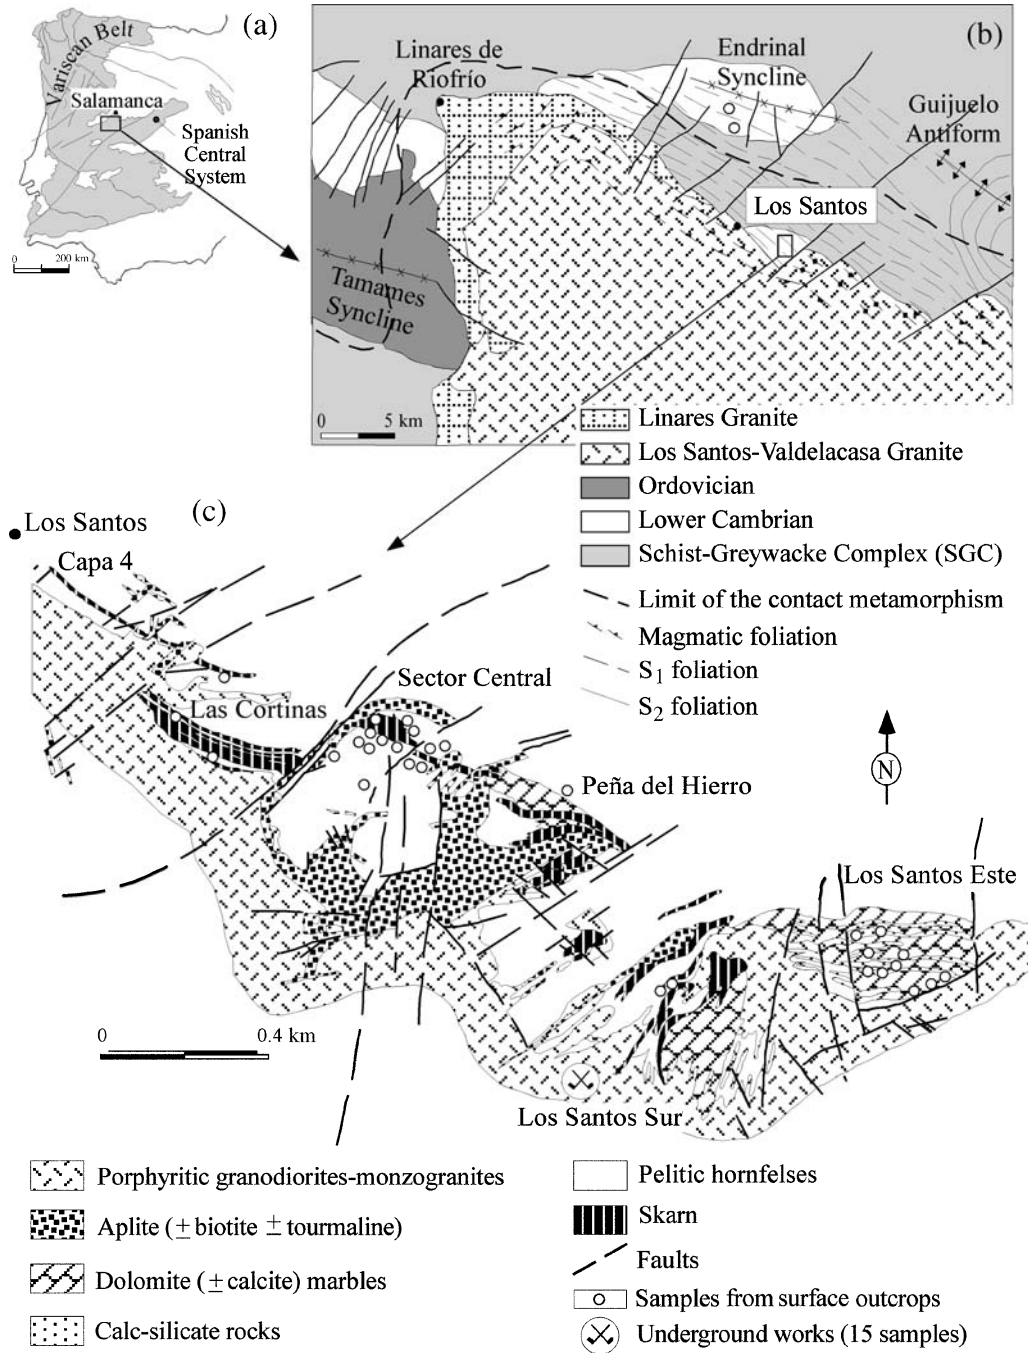 (a)
Variscan Belt
Salamanca
Spanish
Central
System
0 200 km
(b)
Linares de
Riofrío
Endrinal
Syncline
Guijuelo
Antiform
Los Santos
Tamames
Syncline
0 5 km
Linares Granite
Los Santos-Valdelacasa Granite
Ordovician
Lower Cambrian
Schist-Greywacke Complex (SGC)
Limit of the contact metamorphism
Magmatic foliation
S1 foliation
S2 foliation
(c)
Los Santos
Capa 4
Sector Central
Las Cortinas
Peña del Hierro
N
Los Santos Este
0 0.4 km
Los Santos Sur
Porphyritic granodiorites-monzogranites
Aplite (± biotite ± tourmaline)
Dolomite (± calcite) marbles
Calc-silicate rocks
Pelitic hornfelses
Skarn
Faults
Samples from surface outcrops
Underground works (15 samples)